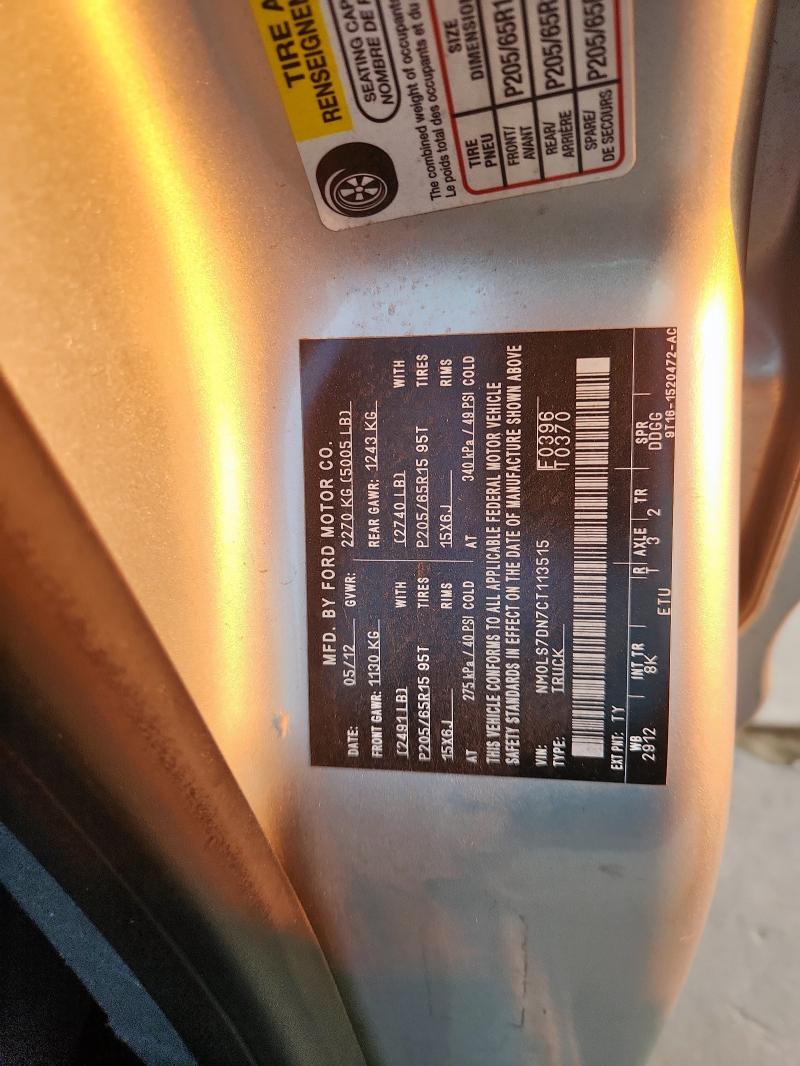 MFD. BY FORD MOTOR CO.
DATE: 05/12 GVWR: 2270 KG (5005 LB)
FRONT GAWR: 1130 KG REAR GAWR: 1243 KG
(2491 LB) WITH (2740 LB) WITH
P205/65R15 95T TIRES P205/65R15 95T TIRES
15X6J RIMS 15X6J RIMS
AT 275 kPa / 40 PSI COLD AT 340 kPa / 49 PSI COLD
THIS VEHICLE CONFORMS TO ALL APPLICABLE FEDERAL MOTOR VEHICLE
SAFETY STANDARDS IN EFFECT ON THE DATE OF MANUFACTURE SHOWN ABOVE
VIN: NM0LS7DN7CT113515 F0396
TYPE: TRUCK T0370
EXT PNT: TY
WB INT TR R AXLE TR SPR
2912 8K T 3 2 DDGG
ETU 9T16-1520472-AC
TIRE A
RENSEIGNE
SEATING CAP
NOMBRE DE
The combined weight of occupants
Le poids total des occupants et du
TIRE SIZE
PNEU DIMENSION
FRONT/ P205/65R1
AVANT
REAR/ P205/65R
ARRIÈRE
SPARE/ P205/65
DE SECOURS